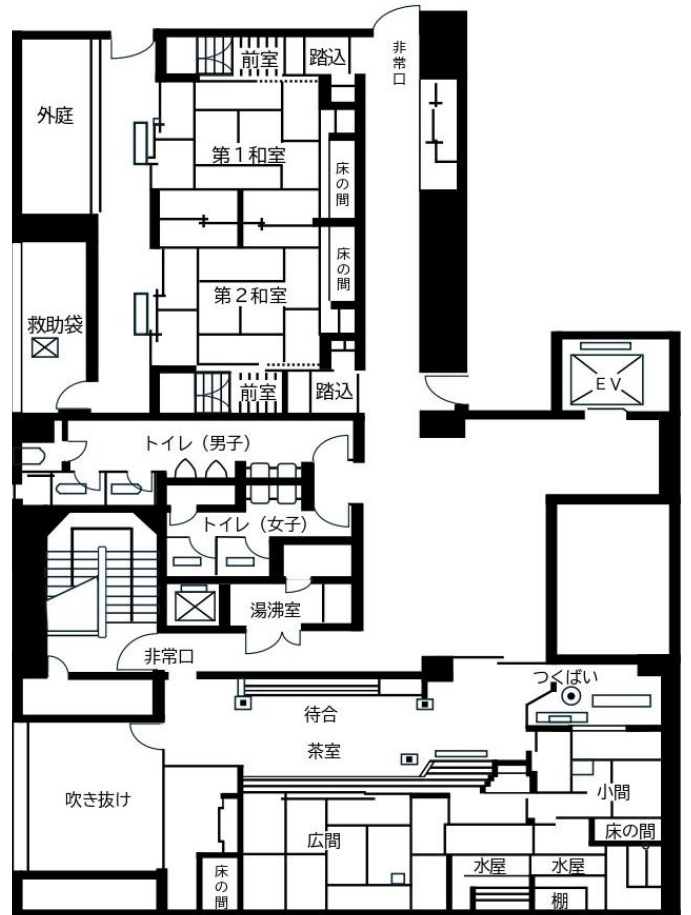 非常口
前室
踏込
外庭
第1和室
床の間
床の間
第2和室
救助袋
前室
踏込
EV
トイレ（男子）
トイレ（女子）
湯沸室
非常口
つくばい
待合
茶室
吹き抜け
小間
広間
床の間
水屋
水屋
床の間
棚